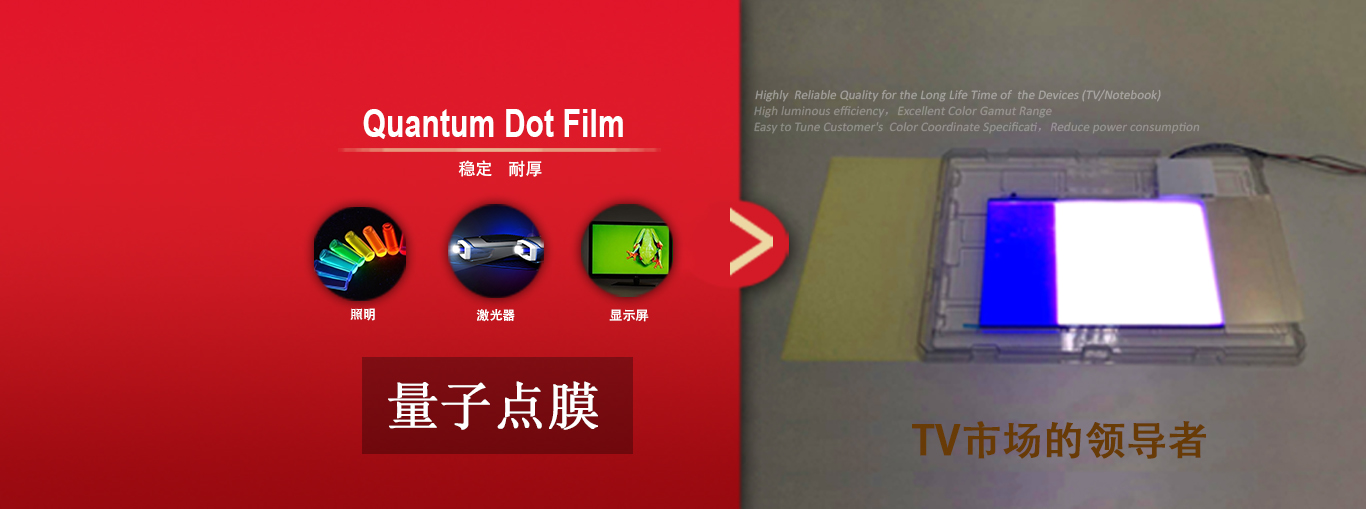 Quantum Dot Film
稳定 耐厚
照明 激光器 显示屏
量子点膜
Highly Reliable Quality for the Long Life Time of the Devices (TV/Notebook)
High luminous efficiency，Excellent Color Gamut Range
Easy to Tune Customer's Color Coordinate Specificati，Reduce power consumption
TV市场的领导者